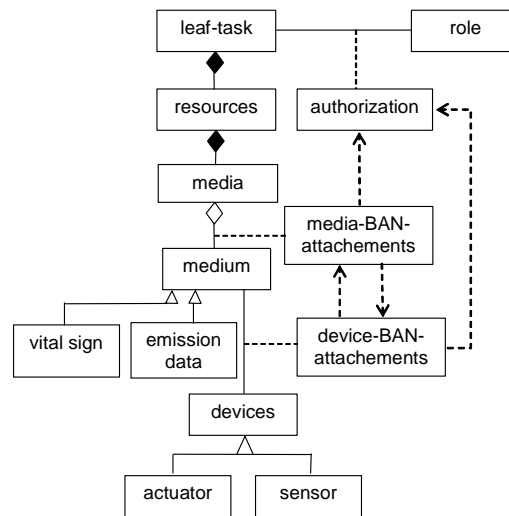 leaf-task
role
resources
authorization
media
media-BAN-
attachements
medium
vital sign
emission
data
device-BAN-
attachements
devices
actuator
sensor